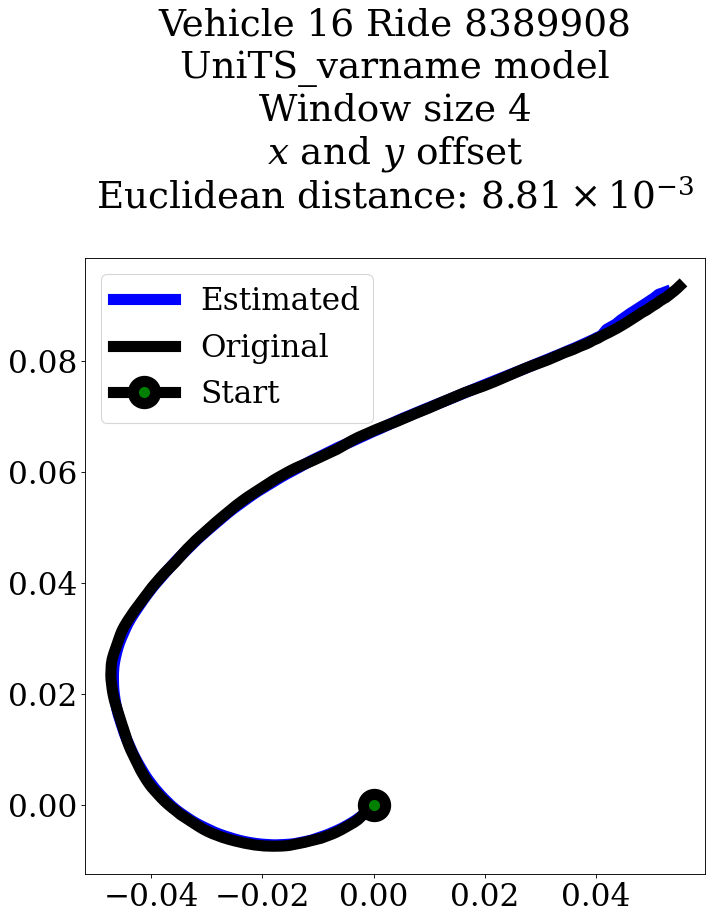 Vehicle 16 Ride 8389908
UniTS_varname model
Window size 4
x and y offset
Euclidean distance: 8.81 × 10⁻³
Estimated
Original
Start
0.08
0.06
0.04
0.02
0.00
−0.04 −0.02 0.00 0.02 0.04